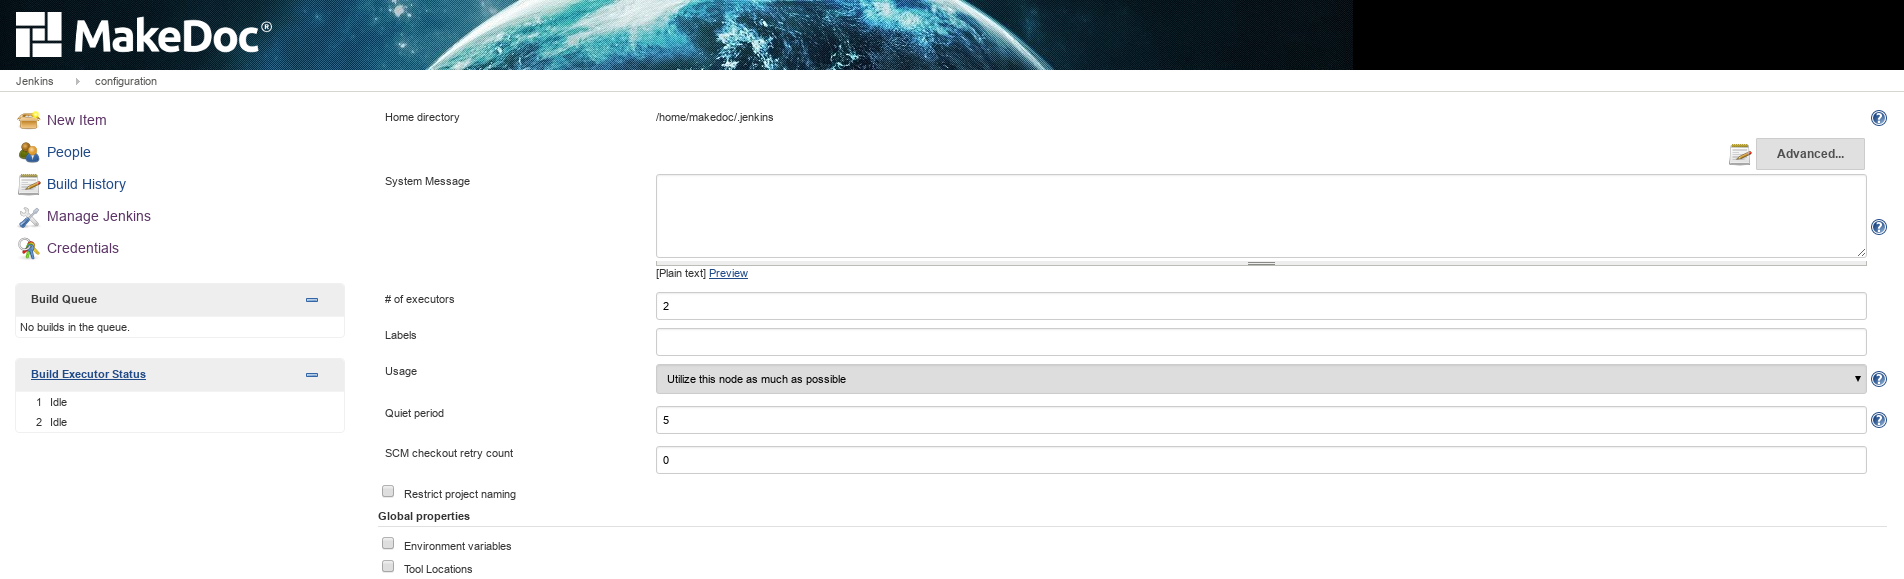 MakeDoc®
Jenkins configuration
New Item
People
Build History
Manage Jenkins
Credentials
Build Queue
No builds in the queue.
Build Executor Status
1 Idle
2 Idle
Home directory /home/makedoc/.jenkins
Advanced...
System Message
[Plain text] Preview
# of executors 2
Labels
Usage Utilize this node as much as possible
Quiet period 5
SCM checkout retry count 0
Restrict project naming
Global properties
Environment variables
Tool Locations